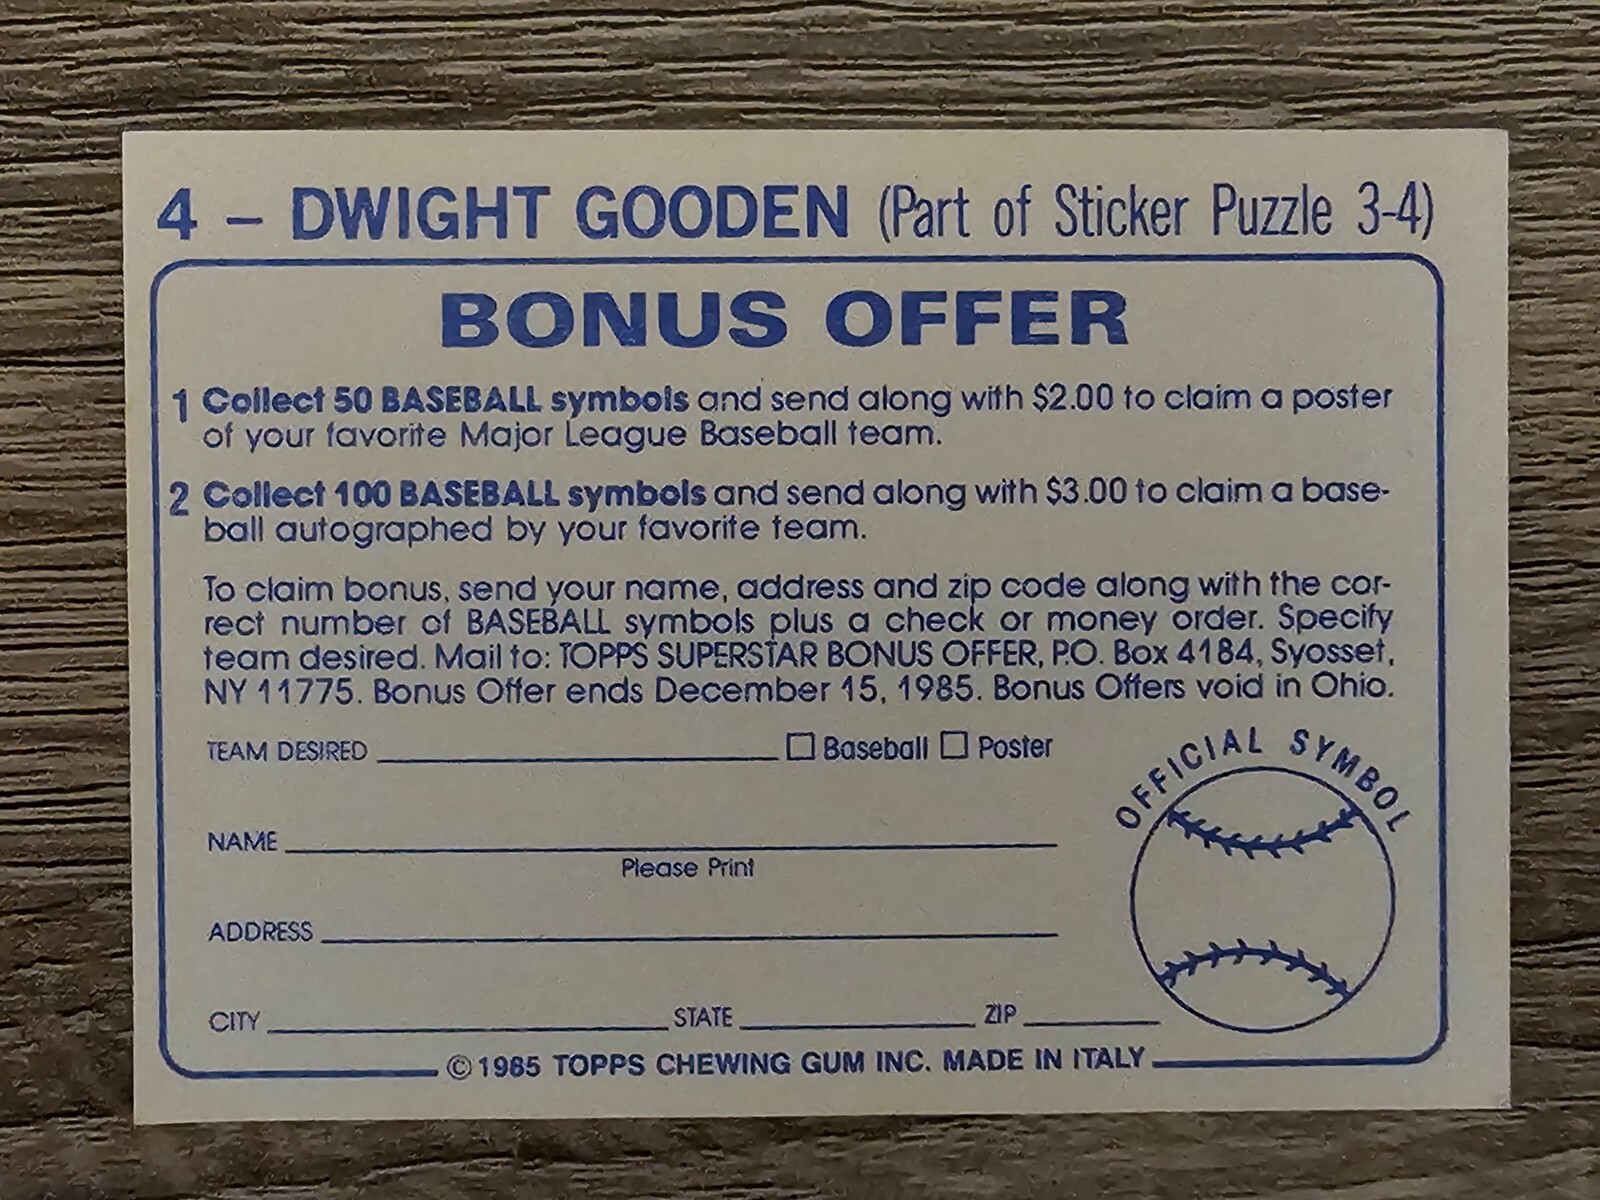 4 – DWIGHT GOODEN (Part of Sticker Puzzle 3-4)
BONUS OFFER
1 Collect 50 BASEBALL symbols and send along with $2.00 to claim a poster
of your favorite Major League Baseball team.
2 Collect 100 BASEBALL symbols and send along with $3.00 to claim a base-
ball autographed by your favorite team.
To claim bonus, send your name, address and zip code along with the cor-
rect number of BASEBALL symbols plus a check or money order. Specify
team desired. Mail to: TOPPS SUPERSTAR BONUS OFFER, P.O. Box 4184, Syosset,
NY 11775. Bonus Offer ends December 15, 1985. Bonus Offers void in Ohio.
TEAM DESIRED ☐ Baseball ☐ Poster
OFFICIAL SYMBOL
NAME
Please Print
ADDRESS
CITY STATE ZIP
© 1985 TOPPS CHEWING GUM INC. MADE IN ITALY